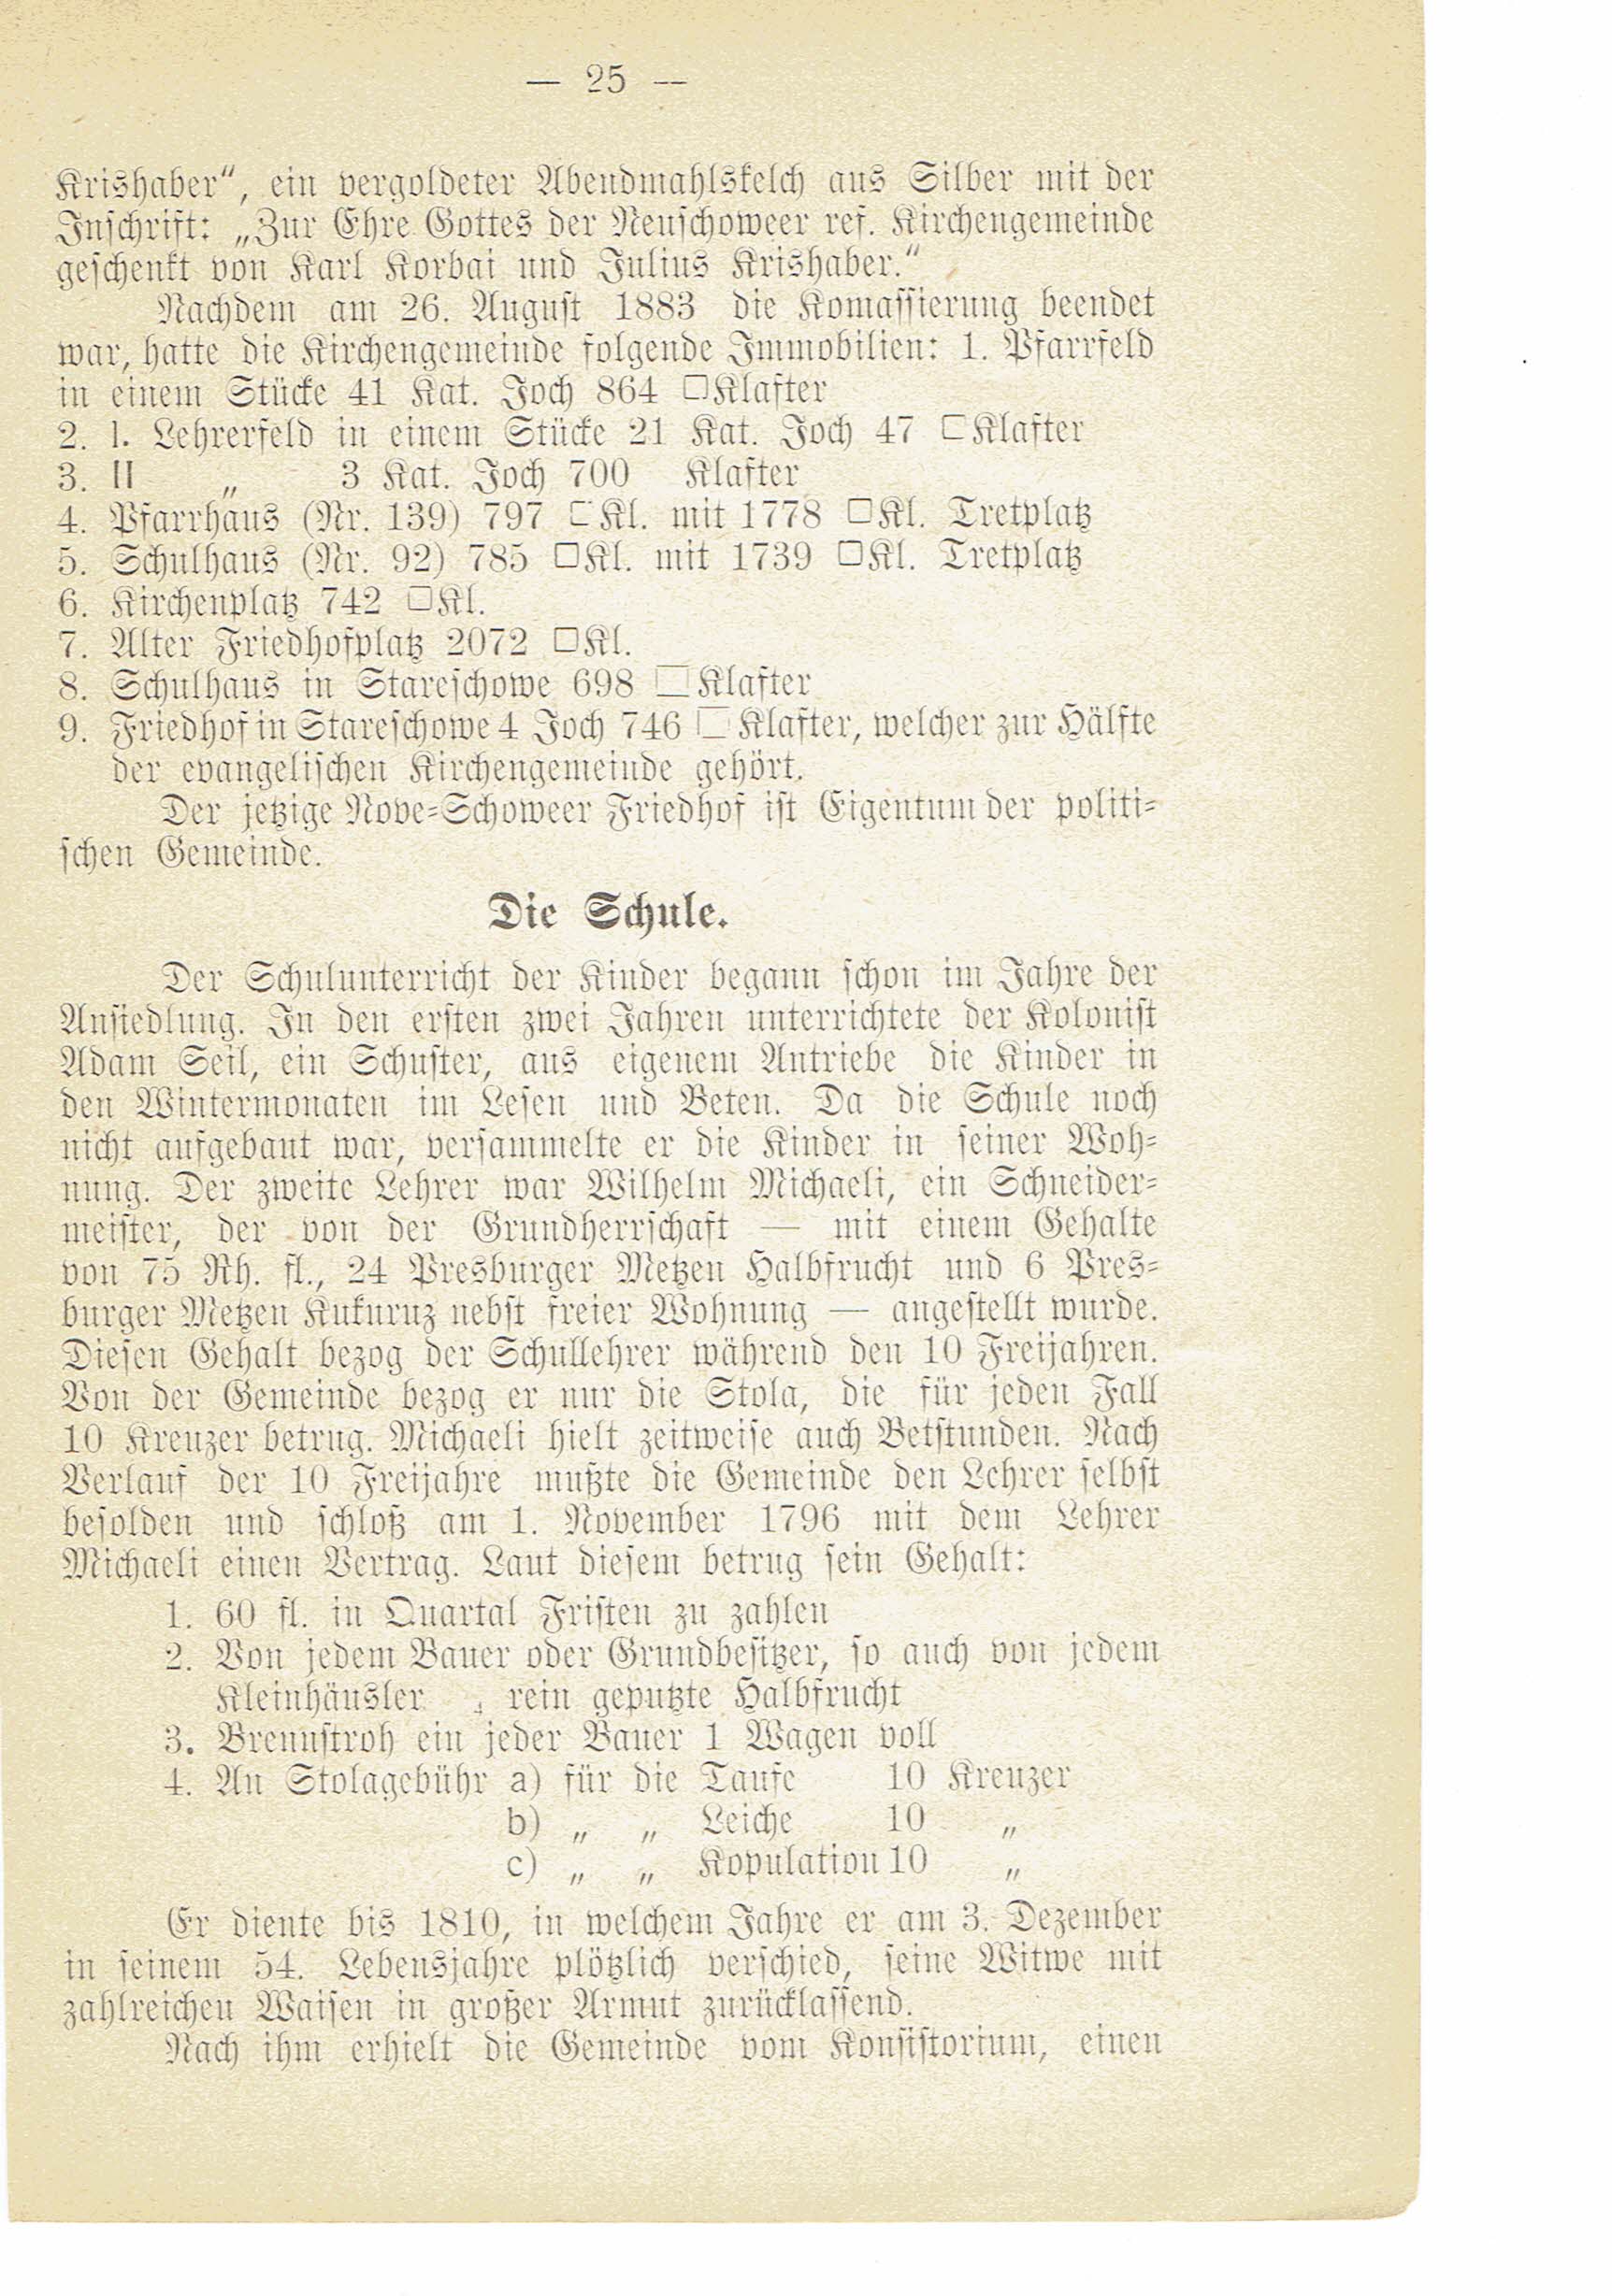 — 25 —
Krishaber“, ein vergoldeter Abendmahlskelch aus Silber mit der
Inschrift: „Zur Ehre Gottes der Neuschoweer ref. Kirchengemeinde
geschenkt von Karl Korbai und Julius Krishaber.“
Nachdem am 26. August 1883 die Komassierung beendet
war, hatte die Kirchengemeinde folgende Immobilien: 1. Pfarrfeld
in einem Stücke 41 Kat. Joch 864 □Klafter
2. I. Lehrerfeld in einem Stücke 21 Kat. Joch 47 □Klafter
3. II „ 3 Kat. Joch 700 Klafter
4. Pfarrhaus (Nr. 139) 797 □Kl. mit 1778 □Kl. Tretplatz
5. Schulhaus (Nr. 92) 785 □Kl. mit 1739 □Kl. Tretplatz
6. Kirchenplatz 742 □Kl.
7. Alter Friedhofplatz 2072 □Kl.
8. Schulhaus in Stareschowe 698 □Klafter
9. Friedhof in Stareschowe 4 Joch 746 □Klafter, welcher zur Hälfte
der evangelischen Kirchengemeinde gehört.
Der jetzige Nove-Schoweer Friedhof ist Eigentum der politi-
schen Gemeinde.
Die Schule.
Der Schulunterricht der Kinder begann schon im Jahre der
Ansiedlung. In den ersten zwei Jahren unterrichtete der Kolonist
Adam Seil, ein Schuster, aus eigenem Antriebe die Kinder in
den Wintermonaten im Lesen und Beten. Da die Schule noch
nicht aufgebaut war, versammelte er die Kinder in seiner Woh-
nung. Der zweite Lehrer war Wilhelm Michaeli, ein Schneider-
meister, der von der Grundherrschaft — mit einem Gehalte
von 75 Rh. fl., 24 Presburger Metzen Halbfrucht und 6 Pres-
burger Metzen Kukuruz nebst freier Wohnung — angestellt wurde.
Diesen Gehalt bezog der Schullehrer während den 10 Freijahren.
Von der Gemeinde bezog er nur die Stola, die für jeden Fall
10 Kreuzer betrug. Michaeli hielt zeitweise auch Betstunden. Nach
Verlauf der 10 Freijahre mußte die Gemeinde den Lehrer selbst
besolden und schloß am 1. November 1796 mit dem Lehrer
Michaeli einen Vertrag. Laut diesem betrug sein Gehalt:
1. 60 fl. in Quartal Fristen zu zahlen
2. Von jedem Bauer oder Grundbesitzer, so auch von jedem
Kleinhäusler rein geputzte Halbfrucht
3. Brennstroh ein jeder Bauer 1 Wagen voll
4. An Stolagebühr a) für die Taufe 10 Kreuzer
b) „ „ Leiche 10 „
c) „ „ Kopulation 10 „
Er diente bis 1810, in welchem Jahre er am 3. Dezember
in seinem 54. Lebensjahre plötzlich verschied, seine Witwe mit
zahlreichen Waisen in großer Armut zurücklassend.
Nach ihm erhielt die Gemeinde vom Konsistorium, einen